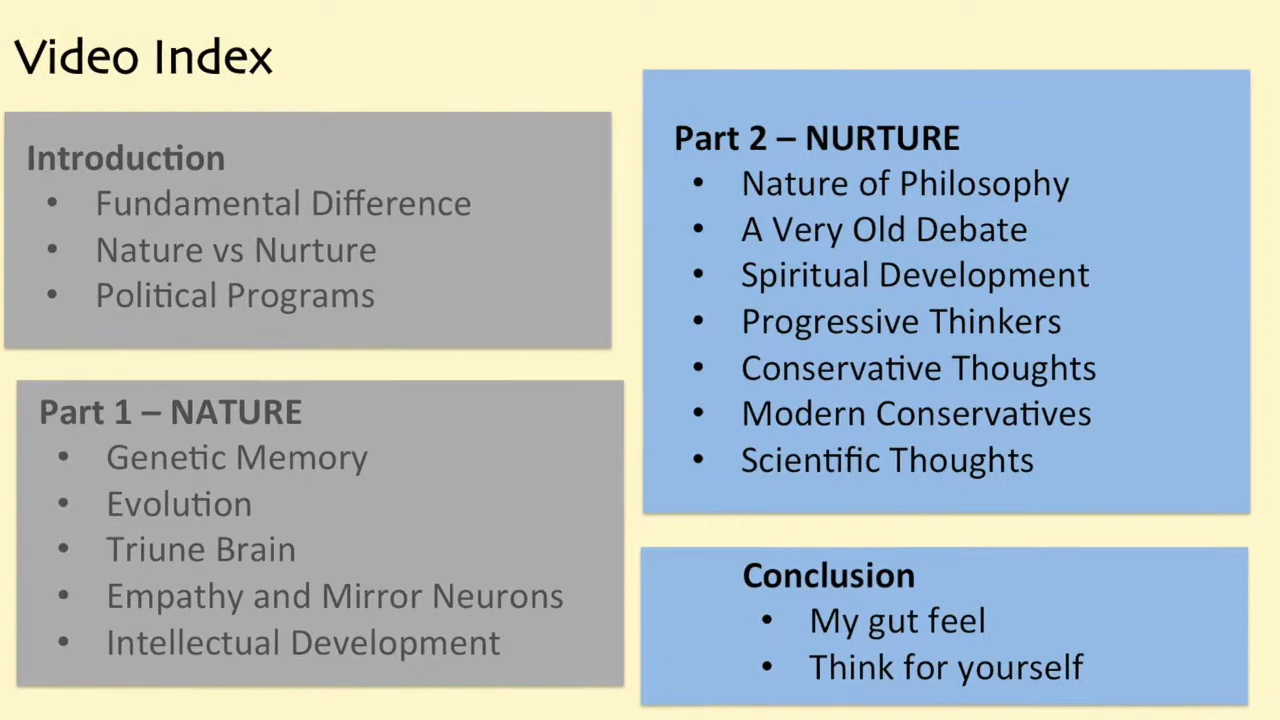 Video Index
Introduction
• Fundamental Difference
• Nature vs Nurture
• Political Programs
Part 1 – NATURE
• Genetic Memory
• Evolution
• Triune Brain
• Empathy and Mirror Neurons
• Intellectual Development
Part 2 – NURTURE
• Nature of Philosophy
• A Very Old Debate
• Spiritual Development
• Progressive Thinkers
• Conservative Thoughts
• Modern Conservatives
• Scientific Thoughts
Conclusion
• My gut feel
• Think for yourself